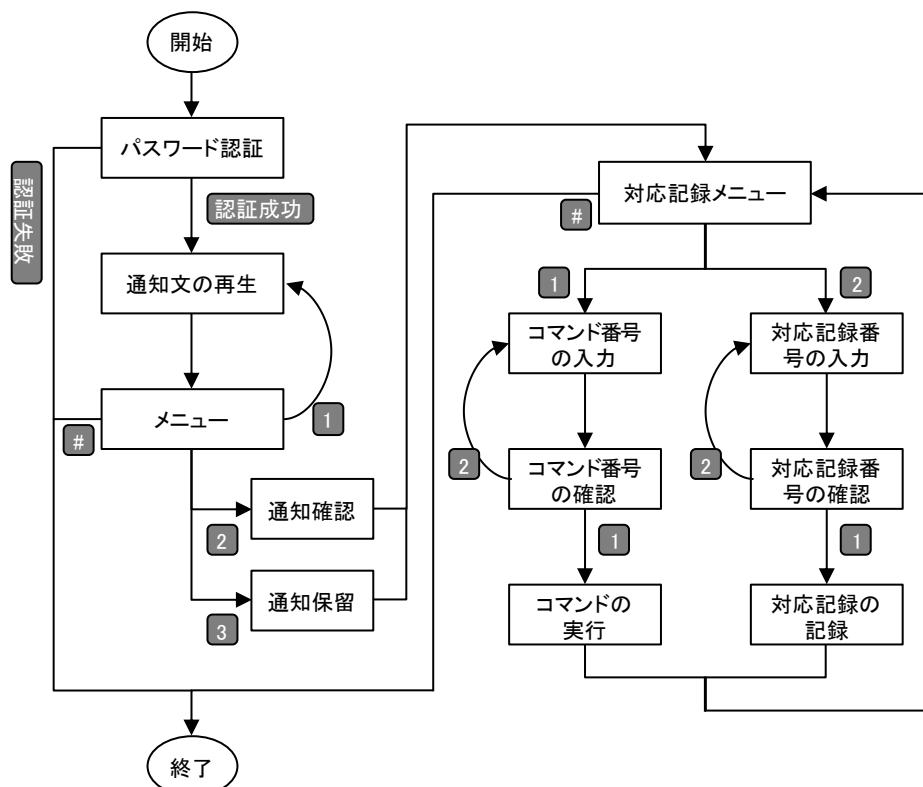 開始
パスワード認証
認証失敗
認証成功
通知文の再生
メニュー
1
#
通知確認
2
通知保留
3
終了
対応記録メニュー
#
1
2
コマンド番号
の入力
対応記録番
号の入力
2
コマンド番号
の確認
2
対応記録番
号の確認
1
1
コマンドの
実行
対応記録の
記録